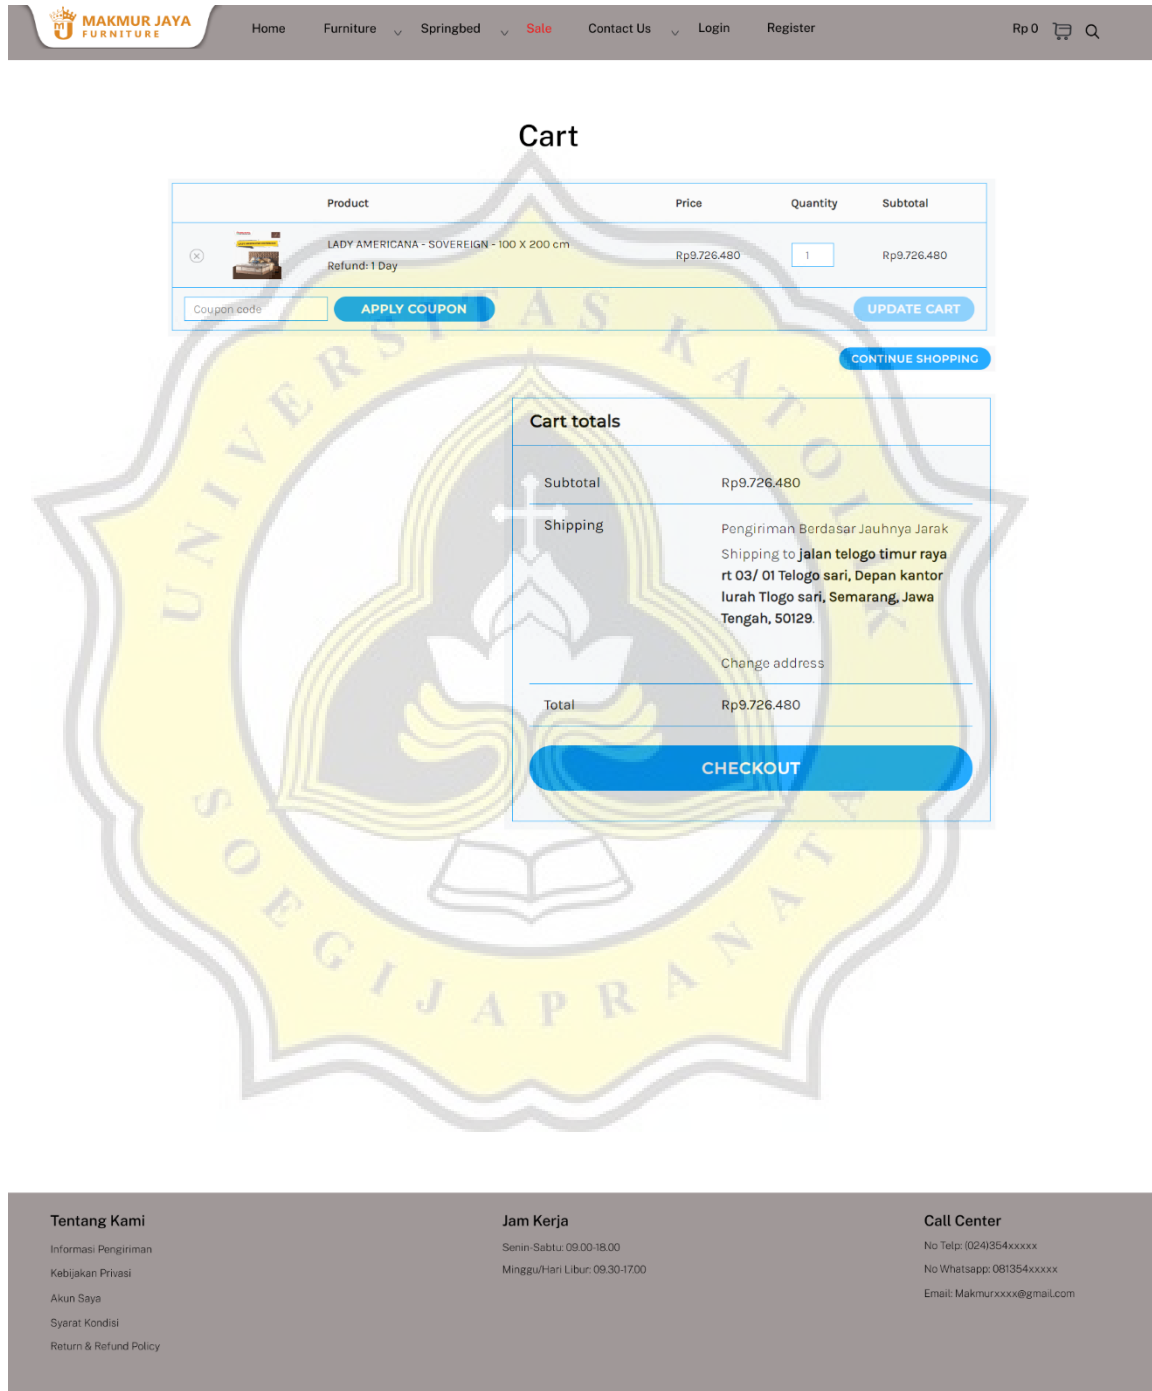 MAKMUR JAYA
FURNITURE
Home Furniture Springbed Sale Contact Us Login Register Rp 0
Cart
Product Price Quantity Subtotal
LADY AMERICANA - SOVEREIGN - 100 X 200 cm
Refund: 1 Day
Rp9.726.480 1 Rp9.726.480
Coupon code APPLY COUPON UPDATE CART
CONTINUE SHOPPING
Cart totals
Subtotal Rp9.726.480
Shipping Pengiriman Berdasar Jauhnya Jarak
Shipping to jalan telogo timur raya
rt 03/ 01 Telogo sari, Depan kantor
lurah Tlogo sari, Semarang, Jawa
Tengah, 50129.
Change address
Total Rp9.726.480
CHECKOUT
UNIVERSITAS KATOLIK
SOEGIJAPRANATA
Tentang Kami
Informasi Pengiriman
Kebijakan Privasi
Akun Saya
Syarat Kondisi
Return & Refund Policy
Jam Kerja
Senin-Sabtu: 09.00-18.00
Minggu/Hari Libur: 09.30-17.00
Call Center
No Telp: (024)354xxxxx
No Whatsapp: 081354xxxxx
Email: Makmurxxxx@gmail.com